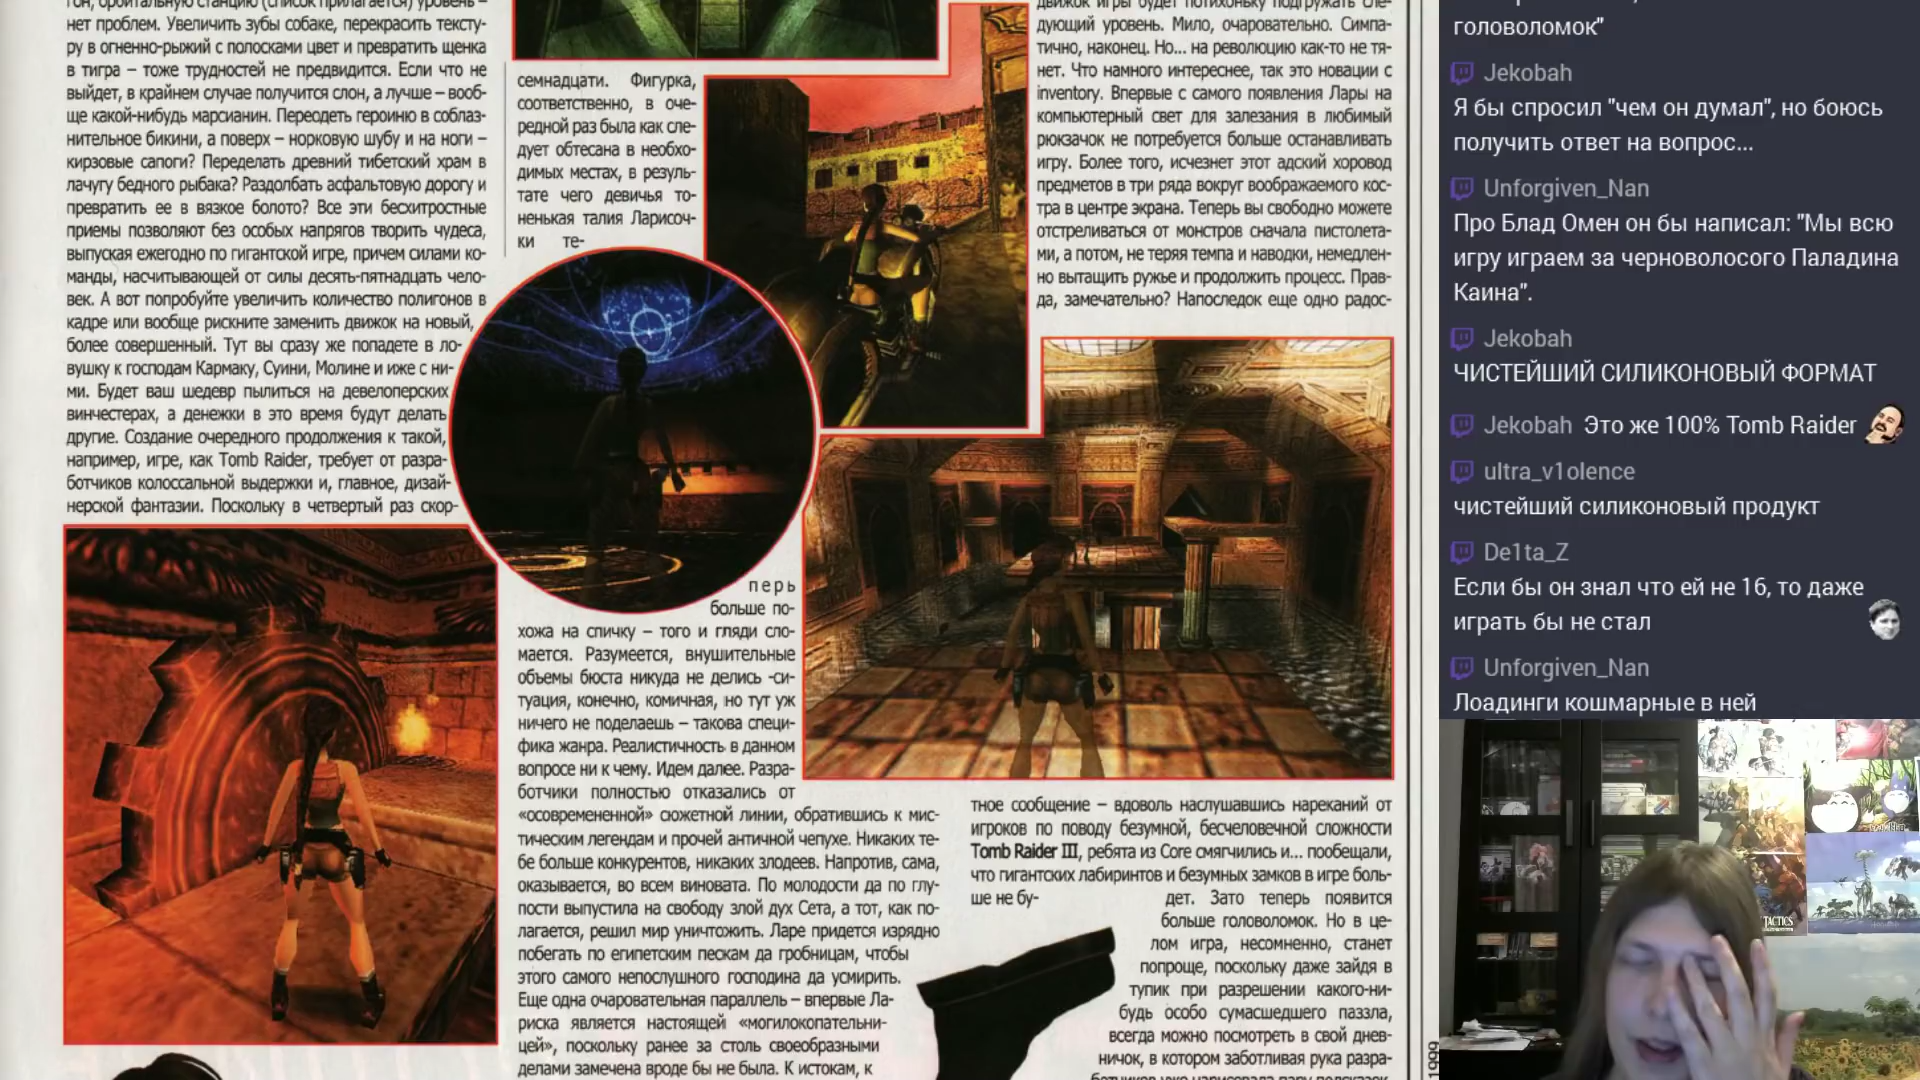 гон, орбитальную станцию (список прилагается) уровень –
нет проблем. Увеличить зубы собаке, перекрасить тексту-
ру в огненно-рыжий с полосками цвет и превратить щенка
в тигра – тоже трудностей не предвидится. Если что не
выйдет, в крайнем случае получится слон, а лучше – вооб-
ще какой-нибудь марсианин. Переодеть героиню в соблаз-
нительное бикини, а поверх – норковую шубу и на ноги –
кирзовые сапоги? Переделать древний тибетский храм в
лачугу бедного рыбака? Раздолбать асфальтовую дорогу и
превратить ее в вязкое болото? Все эти бесхитростные
приемы позволяют без особых напрягов творить чудеса,
выпуская ежегодно по гигантской игре, причем силами ко-
манды, насчитывающей от силы десять-пятнадцать чело-
век. А вот попробуйте увеличить количество полигонов в
кадре или вообще рискните заменить движок на новый,
более совершенный. Тут вы сразу же попадете в ло-
вушку к господам Кармаку, Суини, Молине и иже с ни-
ми. Будет ваш шедевр пылиться на девелоперских
винчестерах, а денежки в это время будут делать
другие. Создание очередного продолжения к такой,
например, игре, как Tomb Raider, требует от разра-
ботчиков колоссальной выдержки и, главное, дизай-
нерской фантазии. Поскольку в четвертый раз скор-
семнадцати. Фигурка,
соответственно, в оче-
редной раз была как сле-
дует обтесана в необхо-
димых местах, в резуль-
тате чего девичья то-
ненькая талия Ларисоч-
ки те-
перь
больше по-
хожа на спичку – того и гляди сло-
мается. Разумеется, внушительные
объемы бюста никуда не делись -си-
туация, конечно, комичная, но тут уж
ничего не поделаешь – такова специ-
фика жанра. Реалистичность в данном
вопросе ни к чему. Идем далее. Разра-
ботчики полностью отказались от
«осовремененной» сюжетной линии, обратившись к мис-
тическим легендам и прочей античной чепухе. Никаких те-
бе больше конкурентов, никаких злодеев. Напротив, сама,
оказывается, во всем виновата. По молодости да по глу-
пости выпустила на свободу злой дух Сета, а тот, как по-
лагается, решил мир уничтожить. Ларе придется изрядно
побегать по египетским пескам да гробницам, чтобы
этого самого непослушного господина да усмирить.
Еще одна очаровательная параллель – впервые Ла-
риска является настоящей «могилокопательни-
цей», поскольку ранее за столь своеобразными
делами замечена вроде бы не была. К истокам, к
движок игры будет потихоньку подгружать сле-
дующий уровень. Мило, очаровательно. Симпа-
тично, наконец. Но... на революцию как-то не тя-
нет. Что намного интереснее, так это новации с
inventory. Впервые с самого появления Лары на
компьютерный свет для залезания в любимый
рюкзачок не потребуется больше останавливать
игру. Более того, исчезнет этот адский хоровод
предметов в три ряда вокруг воображаемого кос-
тра в центре экрана. Теперь вы свободно можете
отстреливаться от монстров сначала пистолета-
ми, а потом, не теряя темпа и наводки, немедлен-
но вытащить ружье и продолжить процесс. Прав-
да, замечательно? Напоследок еще одно радос-
тное сообщение – вдоволь наслушавшись нареканий от
игроков по поводу безумной, бесчеловечной сложности
Tomb Raider III, ребята из Core смягчились и... пообещали,
что гигантских лабиринтов и безумных замков в игре боль-
ше не бу-
дет. Зато теперь появится
больше головоломок. Но в це-
лом игра, несомненно, станет
попроще, поскольку даже зайдя в
тупик при разрешении какого-ни-
будь особо сумасшедшего паззла,
всегда можно посмотреть в свой днев-
ничок, в котором заботливая рука разра-
ботчиков уже нарисовала пару подсказок.
1999
головоломок"
Jekobah
Я бы спросил "чем он думал", но боюсь
получить ответ на вопрос...
Unforgiven_Nan
Про Блад Омен он бы написал: "Мы всю
игру играем за черноволосого Паладина
Каина".
Jekobah
ЧИСТЕЙШИЙ СИЛИКОНОВЫЙ ФОРМАТ
Jekobah Это же 100% Tomb Raider
ultra_v1olence
чистейший силиконовый продукт
De1ta_Z
Если бы он знал что ей не 16, то даже
играть бы не стал
Unforgiven_Nan
Лоадинги кошмарные в ней
TACTICS